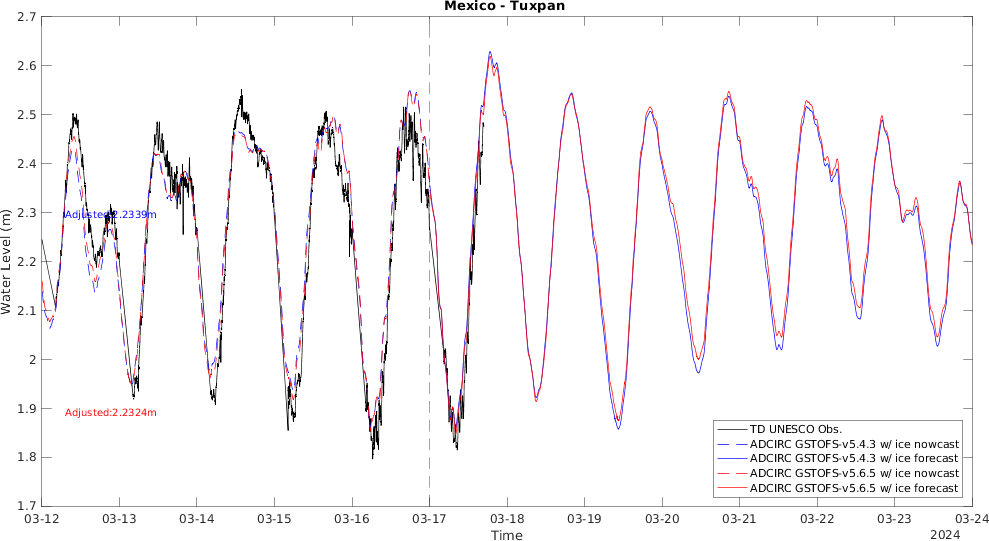 Mexico - Tuxpan
2.7
2.6
2.5
2.4
2.3
2.2
2.1
2
1.9
1.8
1.7
Water Level (m)
Adjusted:2.2339m
Adjusted:2.2324m
TD UNESCO Obs.
ADCIRC GSTOFS-v5.4.3 w/ ice nowcast
ADCIRC GSTOFS-v5.4.3 w/ ice forecast
ADCIRC GSTOFS-v5.6.5 w/ ice nowcast
ADCIRC GSTOFS-v5.6.5 w/ ice forecast
03-12 03-13 03-14 03-15 03-16 03-17 03-18 03-19 03-20 03-21 03-22 03-23 03-24
Time
2024